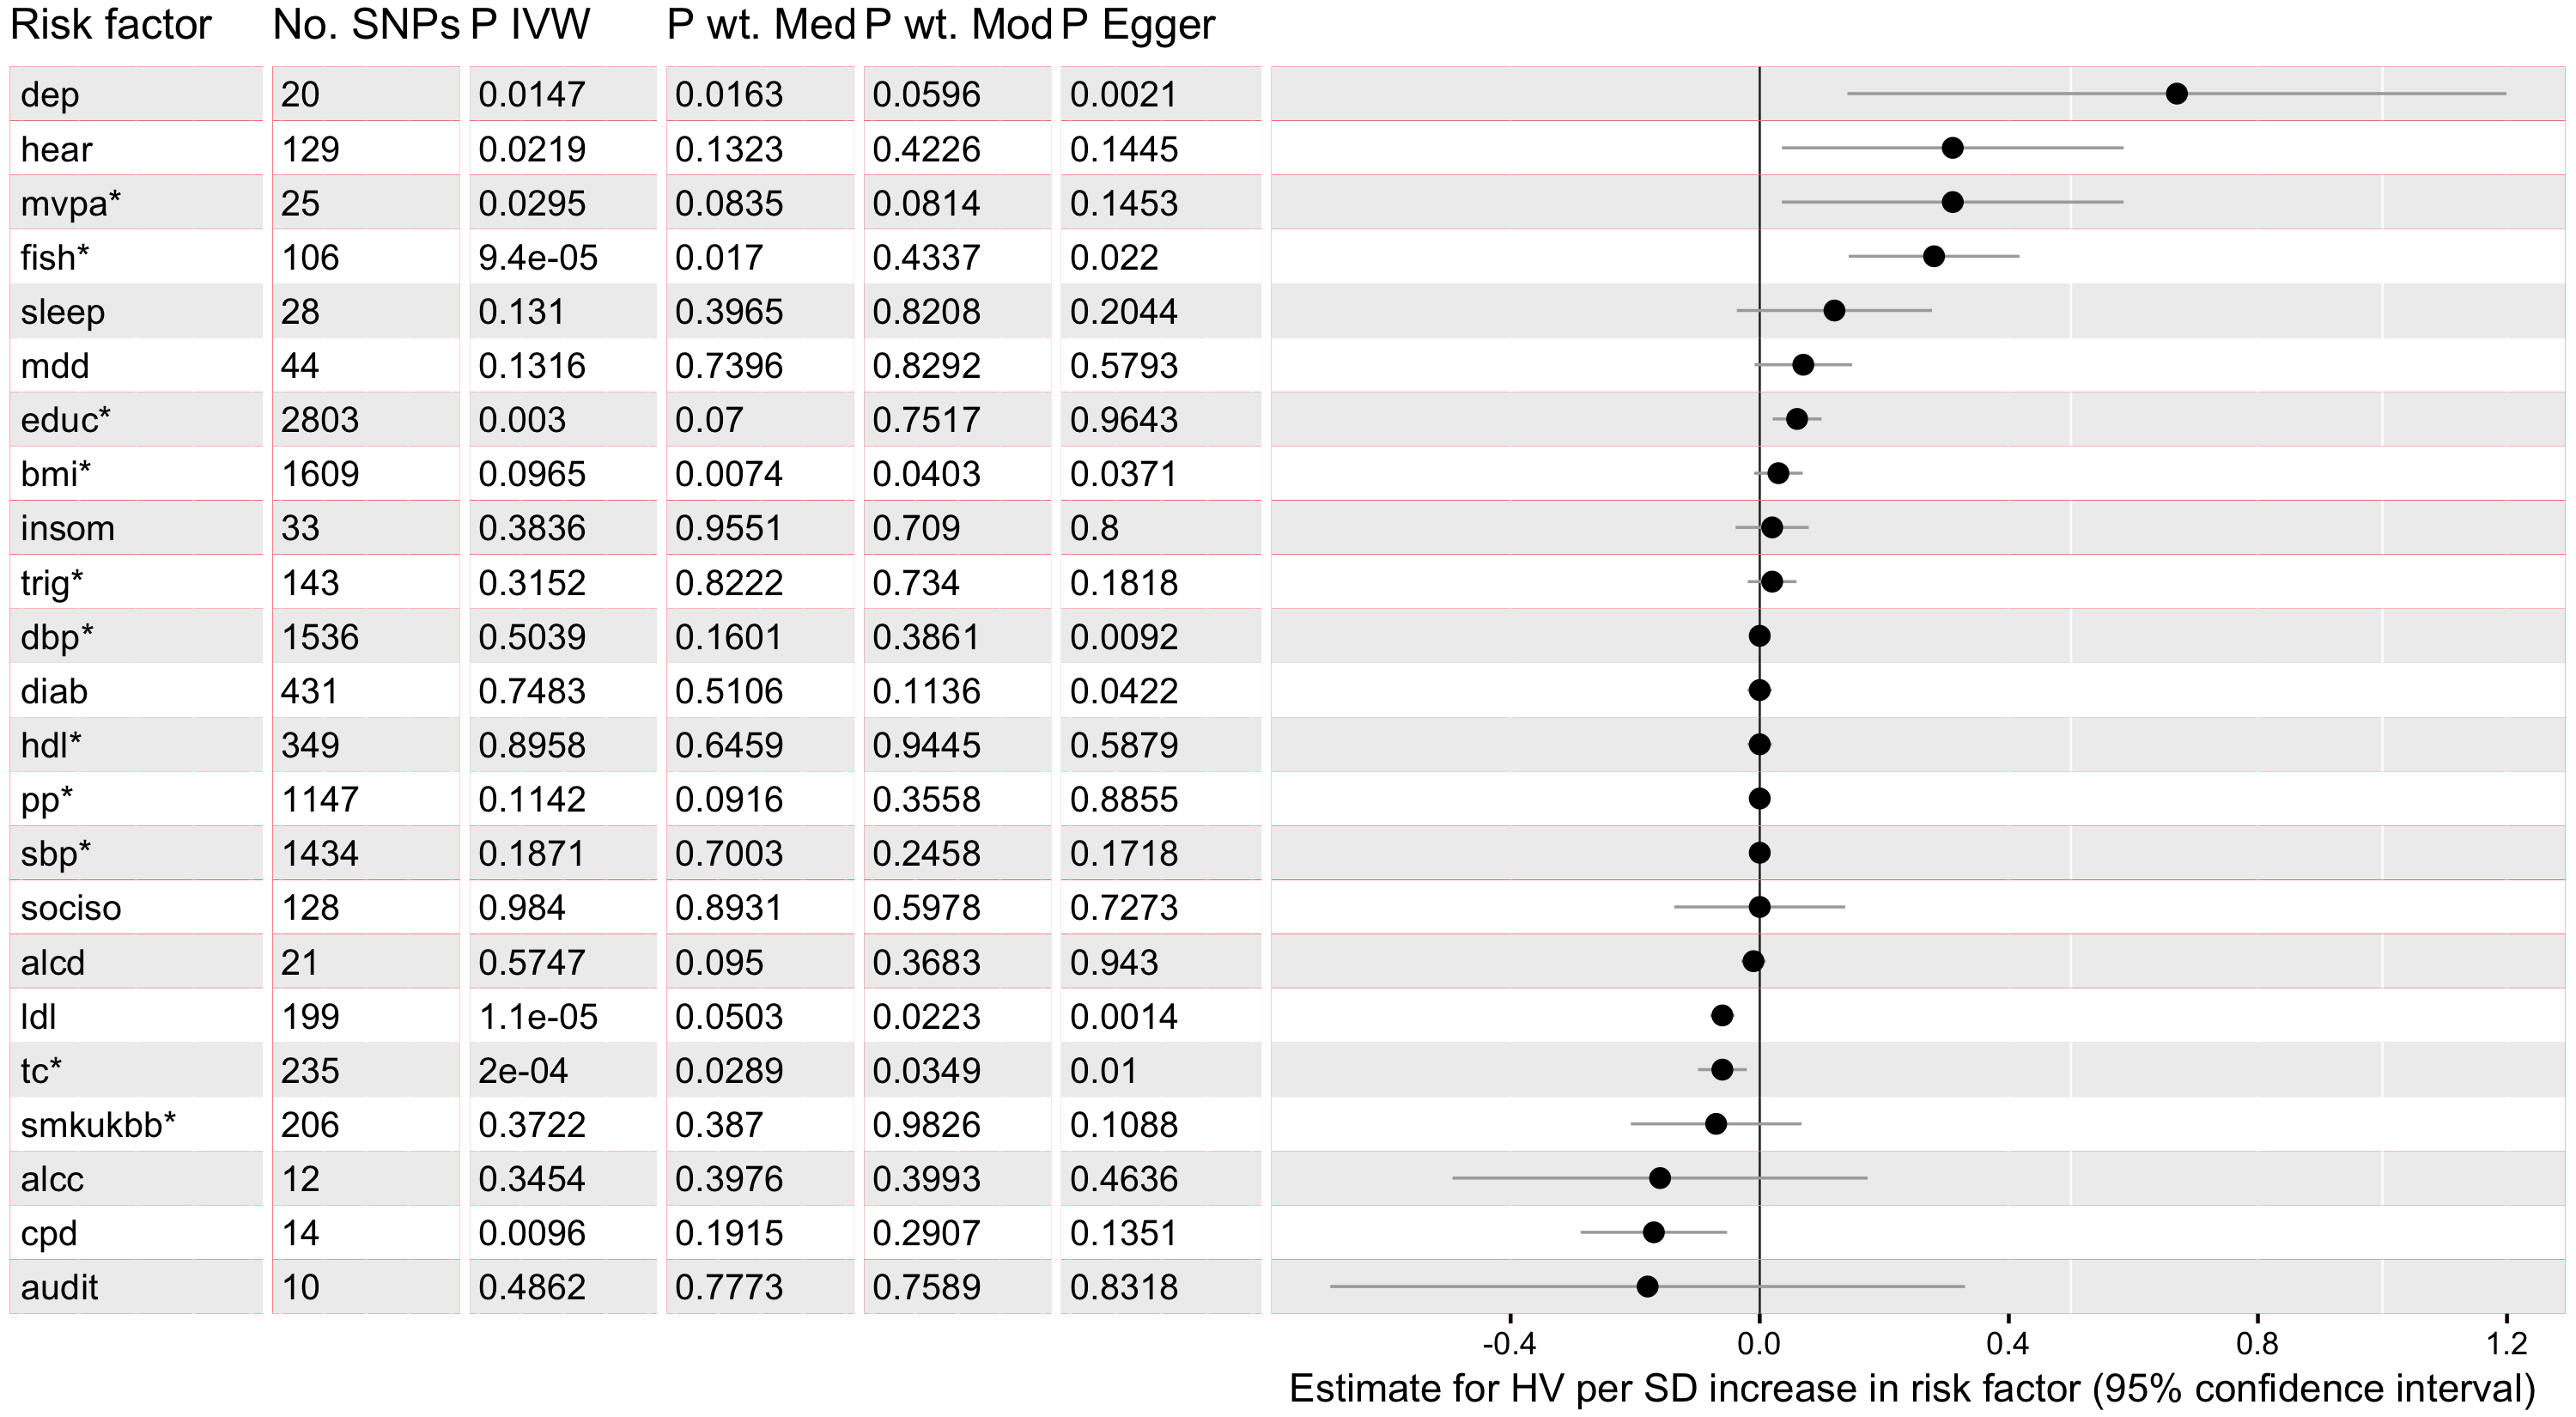 Risk factor No. SNPs P IVW P wt. Med P wt. Mod P Egger
dep 20 0.0147 0.0163 0.0596 0.0021
hear 129 0.0219 0.1323 0.4226 0.1445
mvpa* 25 0.0295 0.0835 0.0814 0.1453
fish* 106 9.4e-05 0.017 0.4337 0.022
sleep 28 0.131 0.3965 0.8208 0.2044
mdd 44 0.1316 0.7396 0.8292 0.5793
educ* 2803 0.003 0.07 0.7517 0.9643
bmi* 1609 0.0965 0.0074 0.0403 0.0371
insom 33 0.3836 0.9551 0.709 0.8
trig* 143 0.3152 0.8222 0.734 0.1818
dbp* 1536 0.5039 0.1601 0.3861 0.0092
diab 431 0.7483 0.5106 0.1136 0.0422
hdl* 349 0.8958 0.6459 0.9445 0.5879
pp* 1147 0.1142 0.0916 0.3558 0.8855
sbp* 1434 0.1871 0.7003 0.2458 0.1718
sociso 128 0.984 0.8931 0.5978 0.7273
alcd 21 0.5747 0.095 0.3683 0.943
ldl 199 1.1e-05 0.0503 0.0223 0.0014
tc* 235 2e-04 0.0289 0.0349 0.01
smkukbb* 206 0.3722 0.387 0.9826 0.1088
alcc 12 0.3454 0.3976 0.3993 0.4636
cpd 14 0.0096 0.1915 0.2907 0.1351
audit 10 0.4862 0.7773 0.7589 0.8318
-0.4 0.0 0.4 0.8 1.2
Estimate for HV per SD increase in risk factor (95% confidence interval)